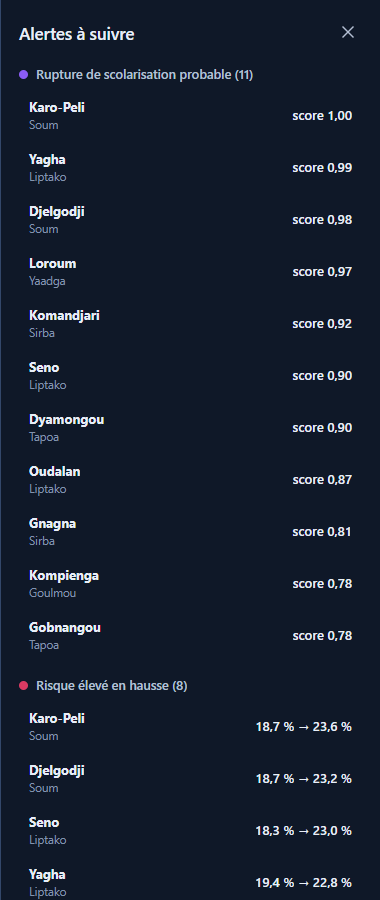 Alertes à suivre
Rupture de scolarisation probable (11)
Karo-Peli
Soum
score 1,00
Yagha
Liptako
score 0,99
Djelgodji
Soum
score 0,98
Loroum
Yaadga
score 0,97
Komandjari
Sirba
score 0,92
Seno
Liptako
score 0,90
Dyamongou
Tapoa
score 0,90
Oudalan
Liptako
score 0,87
Gnagna
Sirba
score 0,81
Kompienga
Goulmou
score 0,78
Gobnangou
Tapoa
score 0,78
Risque élevé en hausse (8)
Karo-Peli
Soum
18,7 % → 23,6 %
Djelgodji
Soum
18,7 % → 23,2 %
Seno
Liptako
18,3 % → 23,0 %
Yagha
Liptako
19,4 % → 22,8 %